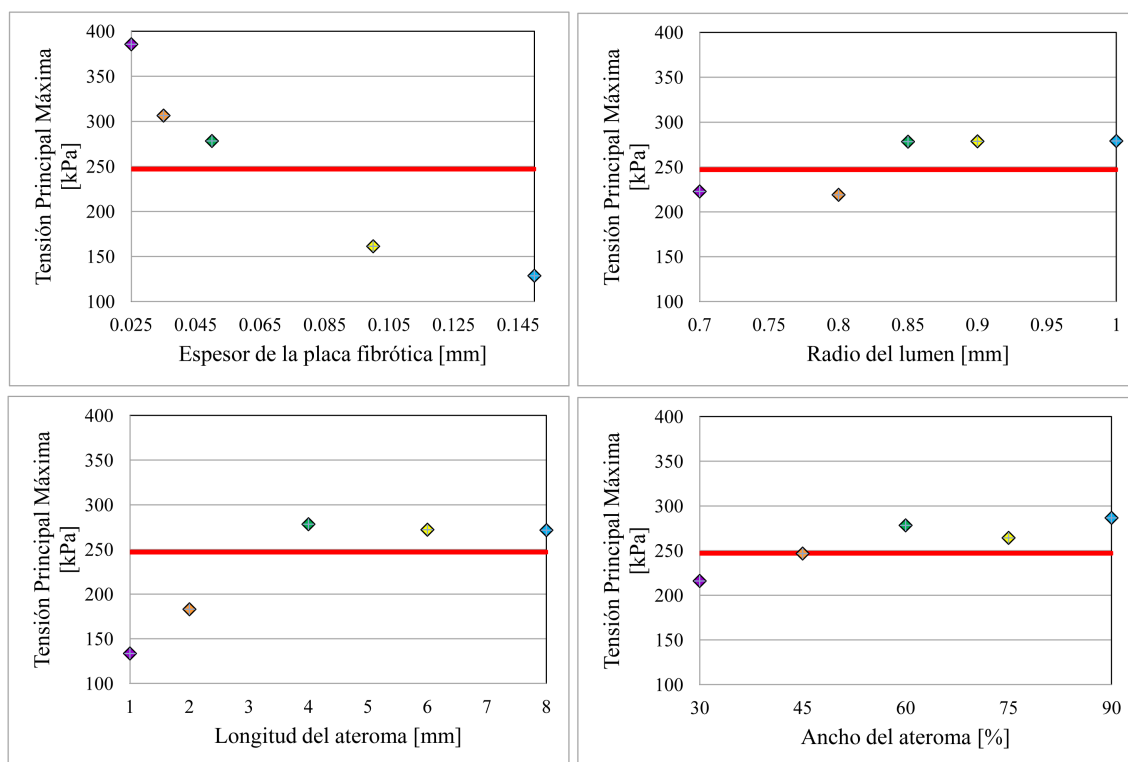 Tensión Principal Máxima
[kPa]
400
350
300
250
200
150
100
0.025 0.045 0.065 0.085 0.105 0.125 0.145
Espesor de la placa fibrótica [mm]
Tensión Principal Máxima
[kPa]
400
350
300
250
200
150
100
0.7 0.75 0.8 0.85 0.9 0.95 1
Radio del lumen [mm]
Tensión Principal Máxima
[kPa]
400
350
300
250
200
150
100
1 2 3 4 5 6 7 8
Longitud del ateroma [mm]
Tensión Principal Máxima
[kPa]
400
350
300
250
200
150
100
30 45 60 75 90
Ancho del ateroma [%]